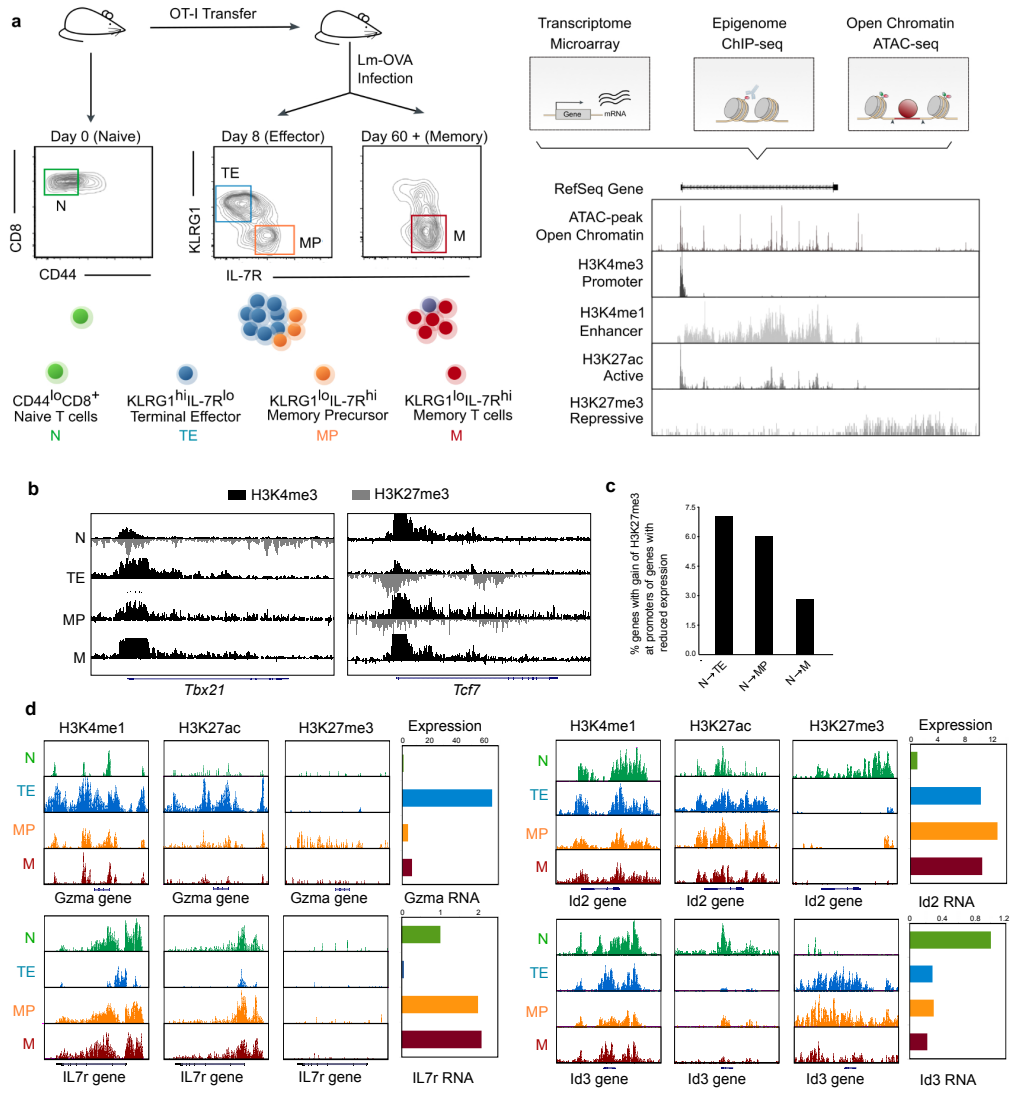 a
OT-I Transfer
Lm-OVA
Infection
Day 0 (Naive)
Day 8 (Effector)
Day 60 + (Memory)
CD8
N
KLRG1
TE
MP
M
CD44
IL-7R
CD44loCD8+
Naive T cells
N
KLRG1hiIL-7Rlo
Terminal Effector
TE
KLRG1loIL-7Rhi
Memory Precursor
MP
KLRG1loIL-7Rhi
Memory T cells
M
Transcriptome
Microarray
Epigenome
ChIP-seq
Open Chromatin
ATAC-seq
Gene
mRNA
RefSeq Gene
ATAC-peak
Open Chromatin
H3K4me3
Promoter
H3K4me1
Enhancer
H3K27ac
Active
H3K27me3
Repressive
b
H3K4me3
H3K27me3
N
TE
MP
M
Tbx21
Tcf7
c
% genes with gain of H3K27me3
at promoters of genes with
reduced expression
7.5
6.0
4.5
3.0
1.5
0.0
N→TE
N→MP
N→M
d
H3K4me1
H3K27ac
H3K27me3
Expression
0 20 40 60
N
TE
MP
M
Gzma gene
Gzma gene
Gzma gene
Gzma RNA
0 1 2
N
TE
MP
M
IL7r gene
IL7r gene
IL7r gene
IL7r RNA
H3K4me1
H3K27ac
H3K27me3
Expression
0 4 8 12
N
TE
MP
M
Id2 gene
Id2 gene
Id2 gene
Id2 RNA
0 0.4 0.8 1.2
N
TE
MP
M
Id3 gene
Id3 gene
Id3 gene
Id3 RNA